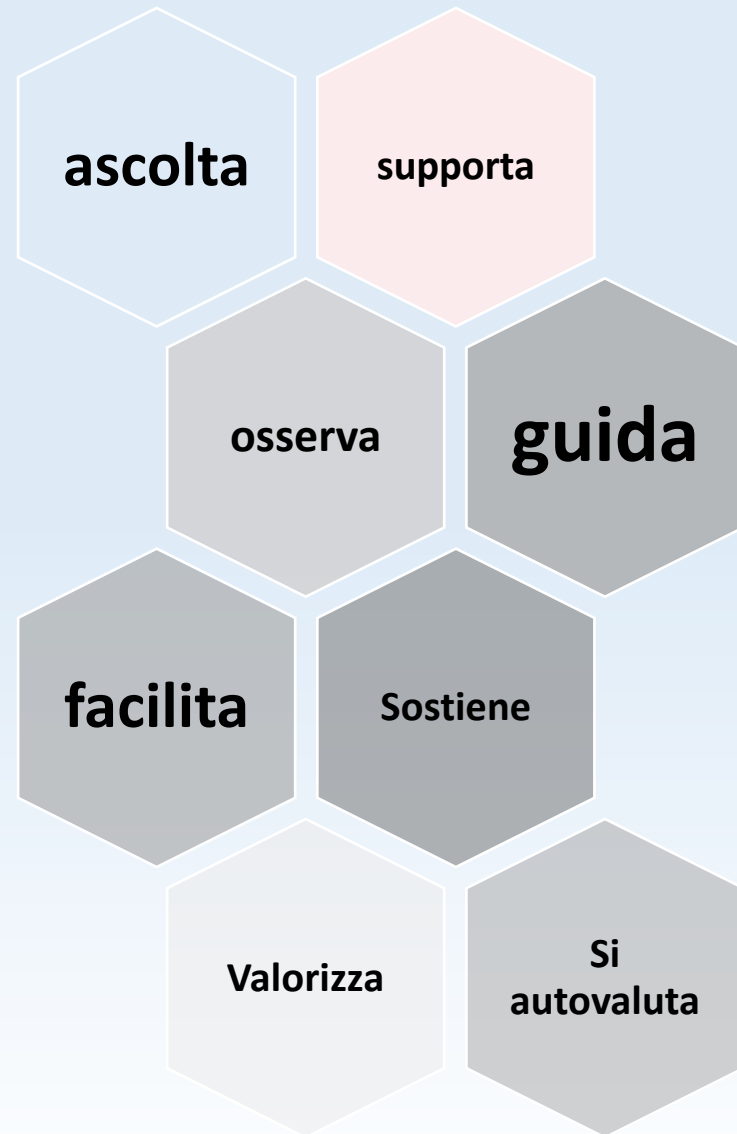 ascolta
supporta
osserva
guida
facilita
Sostiene
Valorizza
Si
autovaluta